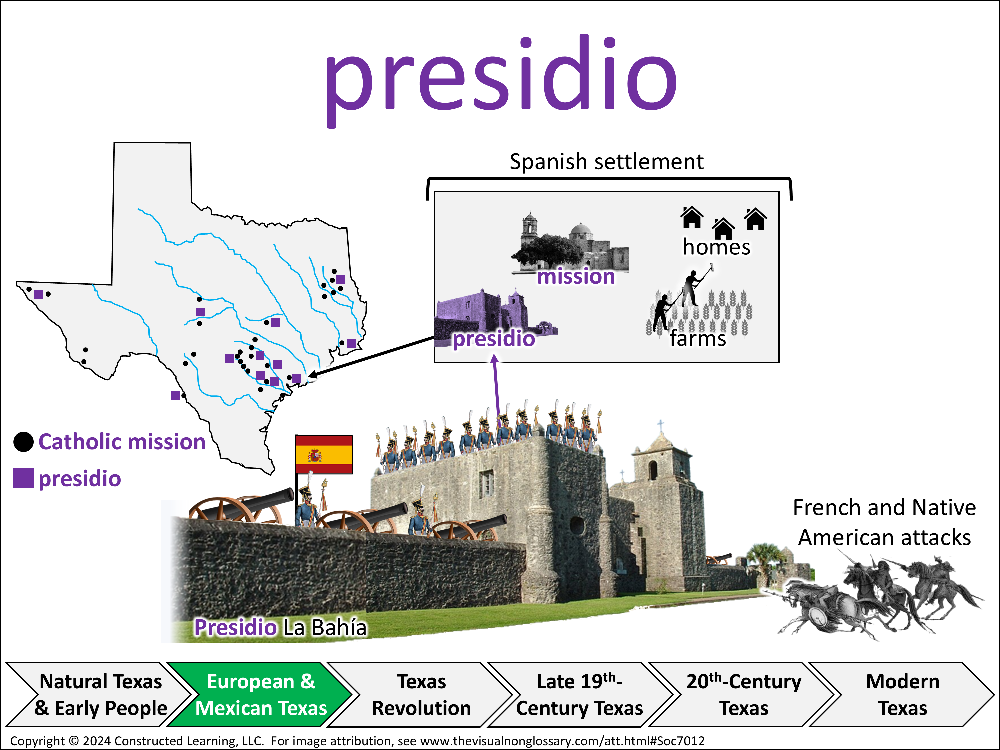 presidio
Spanish settlement
homes
mission
presidio
farms
Catholic mission
presidio
French and Native
American attacks
Presidio La Bahía
Natural Texas
& Early People
European &
Mexican Texas
Texas
Revolution
Late 19th-
Century Texas
20th-Century
Texas
Modern
Texas
Copyright © 2024 Constructed Learning, LLC.  For image attribution, see www.thevisualnonglossary.com/att.html#Soc7012